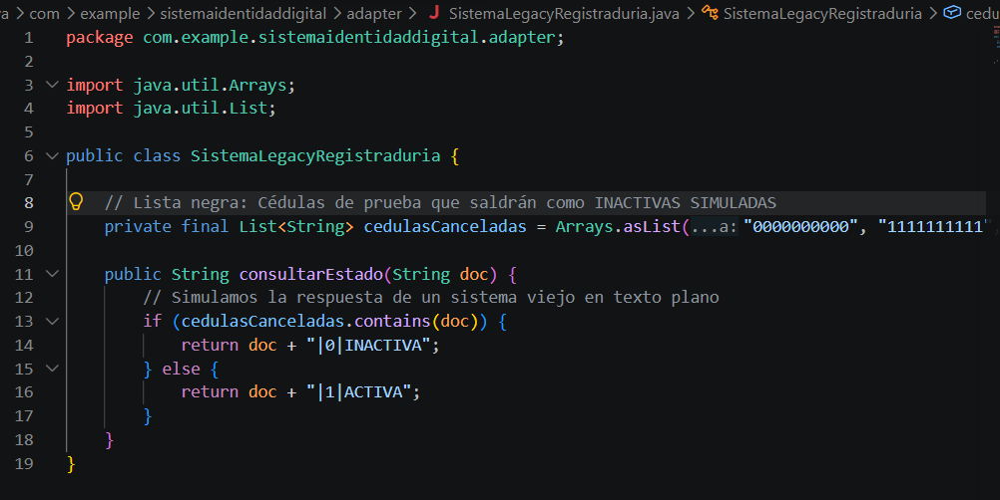 a > com > example > sistemaidentidaddigital > adapter > J SistemaLegacyRegistraduria.java > SistemaLegacyRegistraduria > cedu
1 package com.example.sistemaidentidaddigital.adapter;
2
3 import java.util.Arrays;
4 import java.util.List;
5
6 public class SistemaLegacyRegistraduria {
7
8 // Lista negra: Cédulas de prueba que saldrán como INACTIVAS SIMULADAS
9 private final List<String> cedulasCanceladas = Arrays.asList(...a: "0000000000", "1111111111"
10
11 public String consultarEstado(String doc) {
12 // Simulamos la respuesta de un sistema viejo en texto plano
13 if (cedulasCanceladas.contains(doc)) {
14 return doc + "|0|INACTIVA";
15 } else {
16 return doc + "|1|ACTIVA";
17 }
18 }
19 }